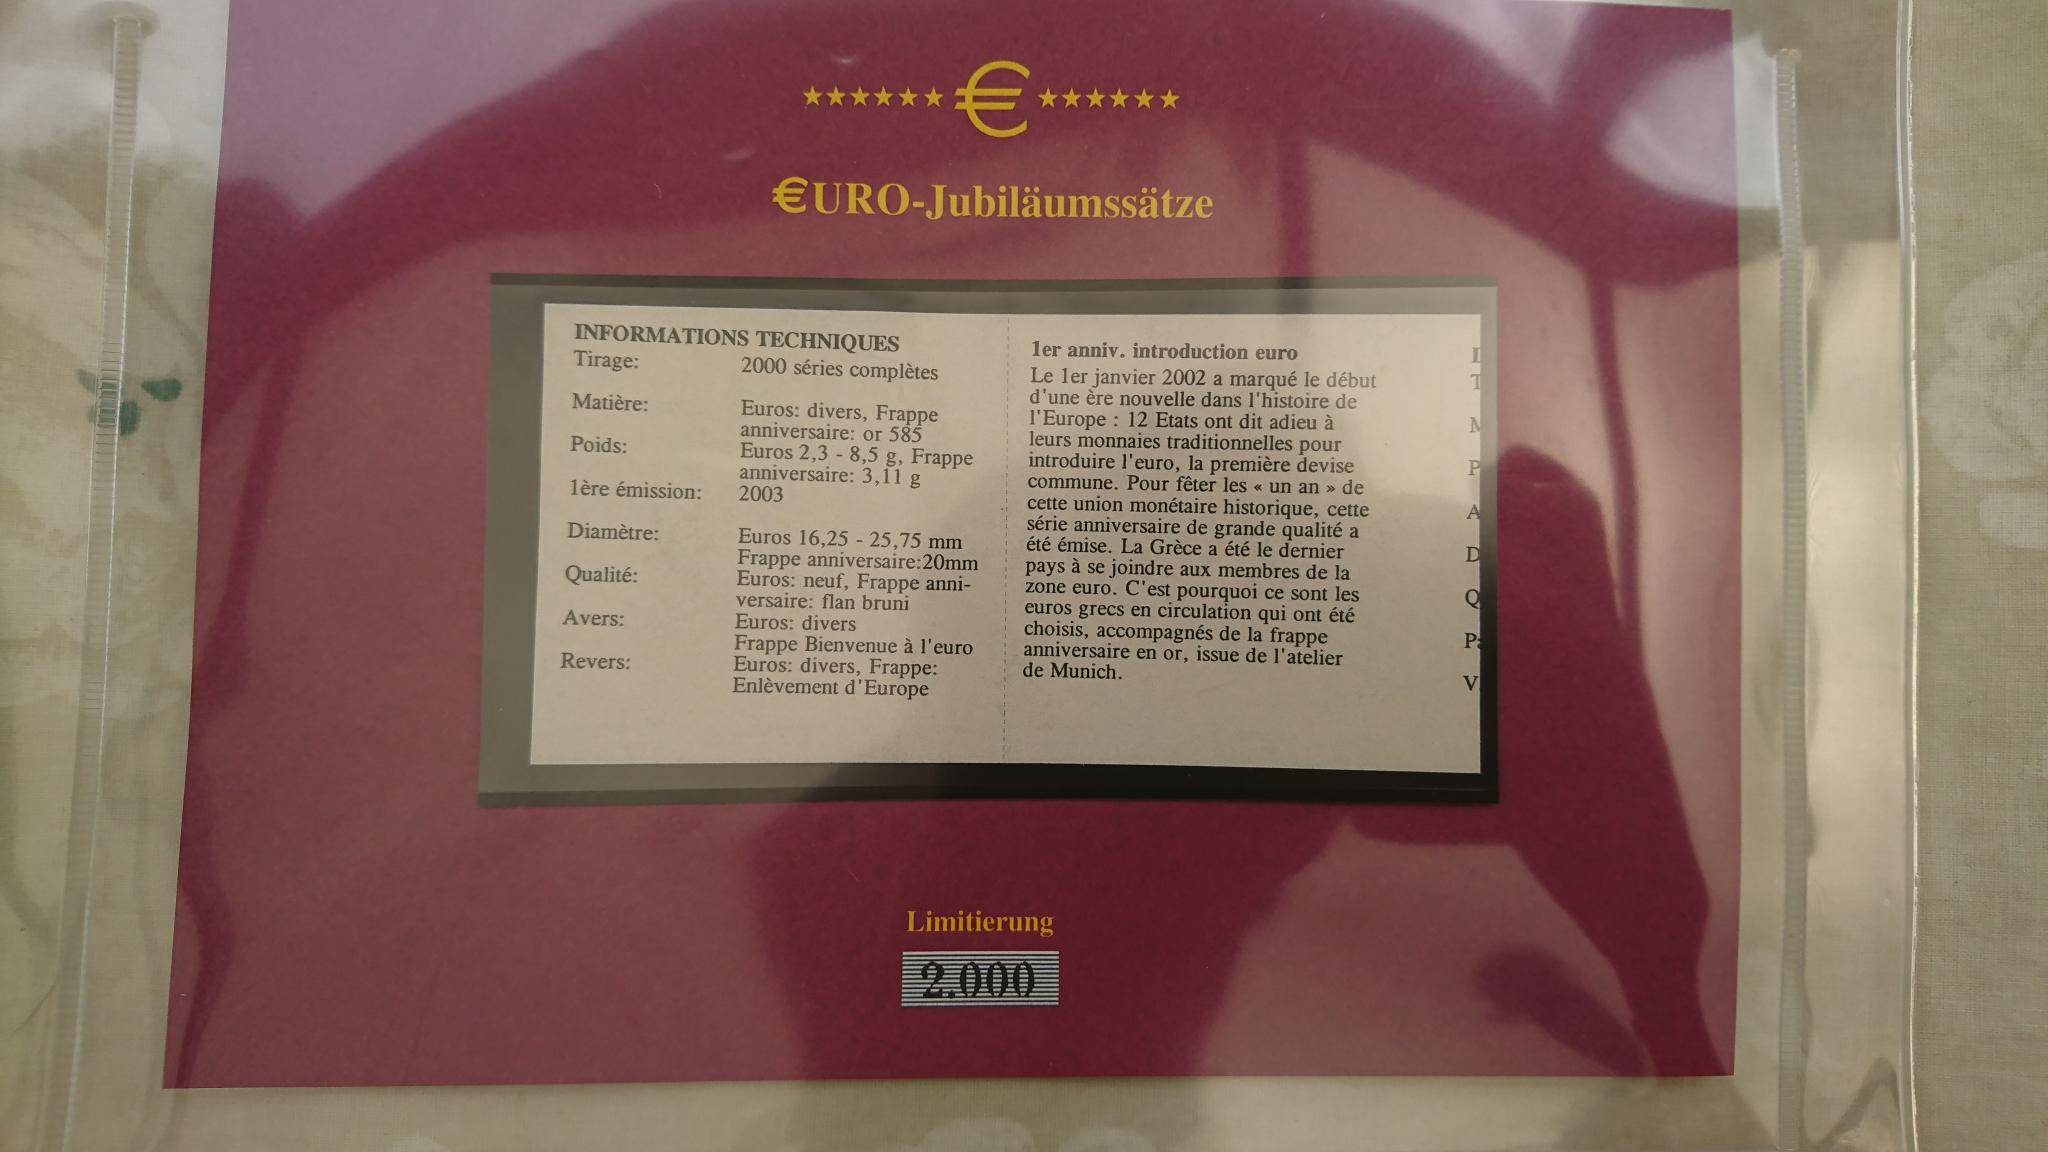 ★★★★★★ € ★★★★★★
€URO-Jubiläumssätze
INFORMATIONS TECHNIQUES
Tirage: 2000 séries complètes
Matière: Euros: divers, Frappe
anniversaire: or 585
Poids: Euros 2,3 - 8,5 g, Frappe
anniversaire: 3,11 g
1ère émission: 2003
Diamètre: Euros 16,25 - 25,75 mm
Frappe anniversaire:20mm
Qualité: Euros: neuf, Frappe anni-
versaire: flan bruni
Avers: Euros: divers
Frappe Bienvenue à l'euro
Revers: Euros: divers, Frappe:
Enlèvement d'Europe
1er anniv. introduction euro
Le 1er janvier 2002 a marqué le début
d'une ère nouvelle dans l'histoire de
l'Europe : 12 Etats ont dit adieu à
leurs monnaies traditionnelles pour
introduire l'euro, la première devise
commune. Pour fêter les « un an » de
cette union monétaire historique, cette
série anniversaire de grande qualité a
été émise. La Grèce a été le dernier
pays à se joindre aux membres de la
zone euro. C'est pourquoi ce sont les
euros grecs en circulation qui ont été
choisis, accompagnés de la frappe
anniversaire en or, issue de l'atelier
de Munich.
Limitierung
2.000